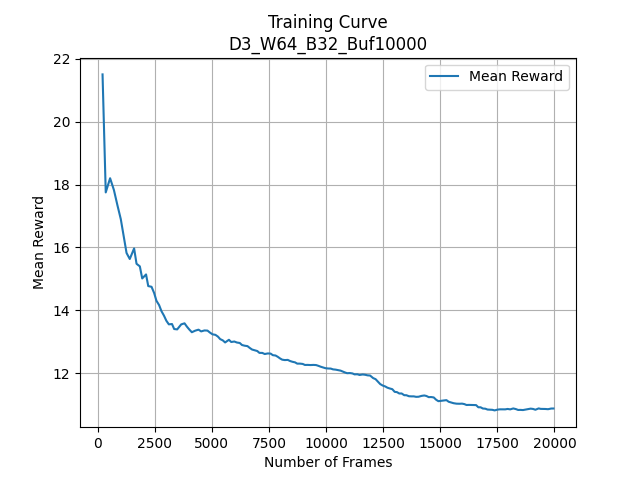 Training Curve
D3_W64_B32_Buf10000
Mean Reward
22
20
18
16
14
12
Mean Reward
0 2500 5000 7500 10000 12500 15000 17500 20000
Number of Frames